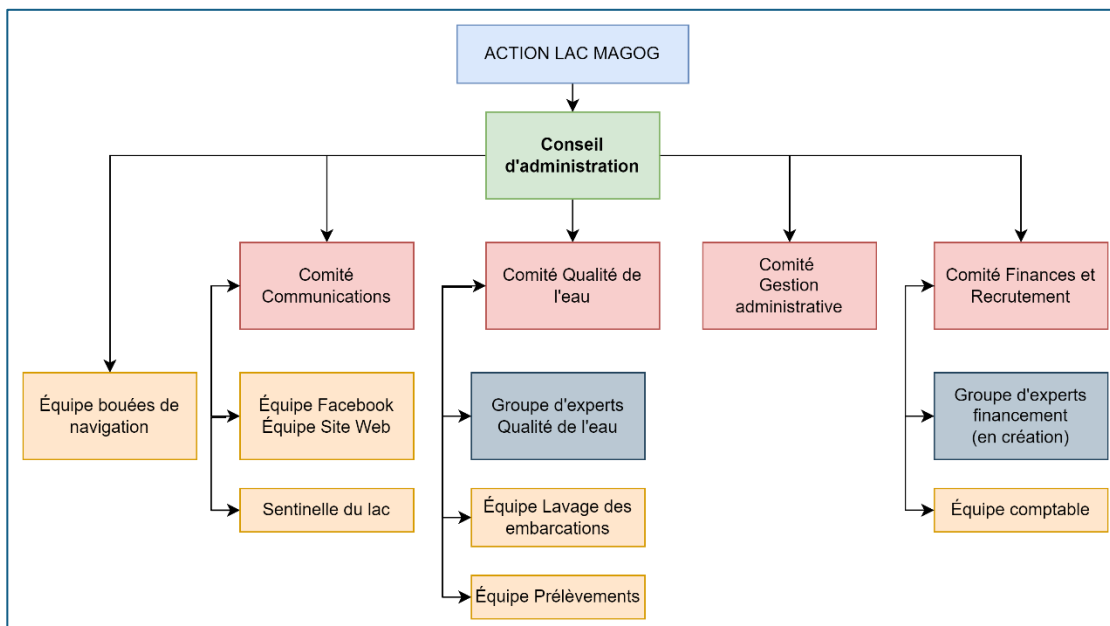 ACTION LAC MAGOG
Conseil
d'administration
Comité
Communications
Comité Qualité de
l'eau
Comité
Gestion
administrative
Comité Finances et
Recrutement
Équipe bouées de
navigation
Équipe Facebook
Équipe Site Web
Groupe d'experts
Qualité de l'eau
Groupe d'experts
financement
(en création)
Sentinelle du lac
Équipe Lavage des
embarcations
Équipe comptable
Équipe Prélèvements